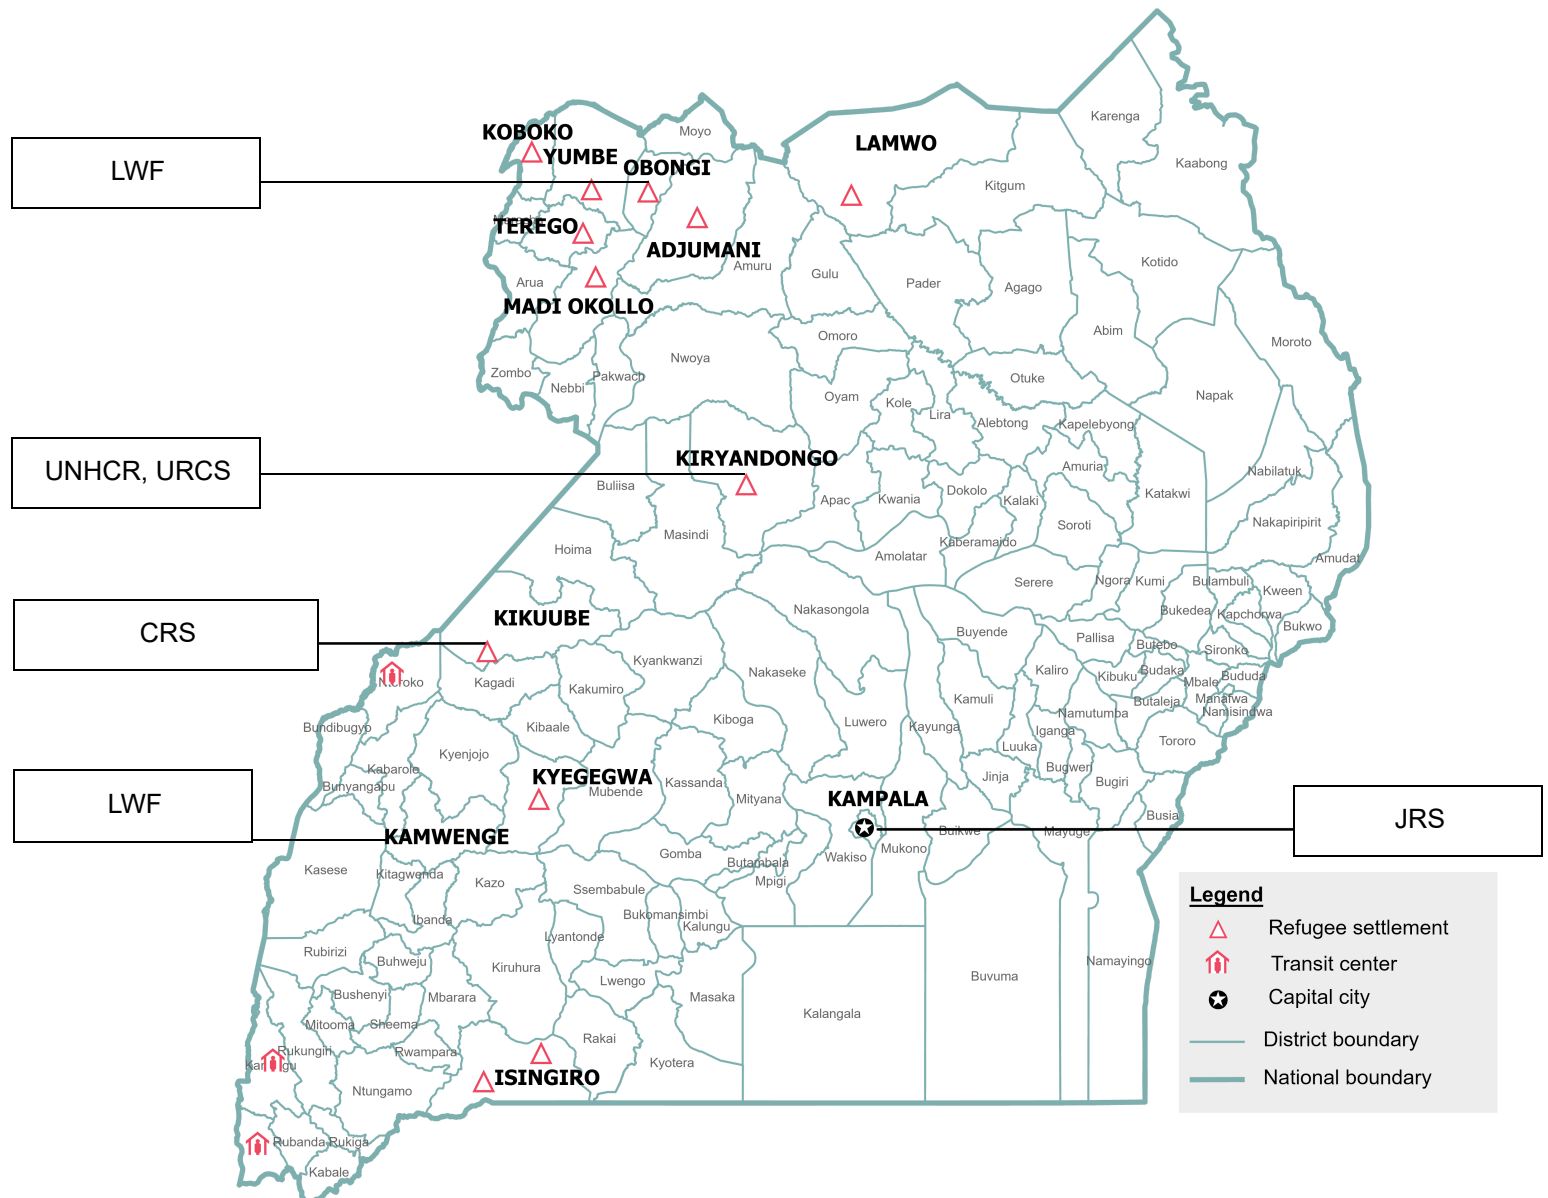 Karenga
KOBOKO
Moyo
LAMWO
LWF
YUMBE
OBONGI
Kaabong
Kitgum
TEREGO
ADJUMANI
Amuru
Kotido
Gulu
Pader
Agago
Arua
MADI OKOLLO
Abim
Omoro
Moroto
Nwoya
Zombo
Nebbi
Pakwach
Otuke
Oyam
Kole
Napak
Lira
Alebtong
Kapelebyong
KIRYANDONGO
UNHCR, URCS
Amuria
Nabilatuk
Buliisa
Apac
Kwania
Dokolo
Kalaki
Katakwi
Soroti
Nakapiripirit
Masindi
Hoima
Amolatar
Kaberamaido
Amudat
Serere
Ngora
Kumi
Bulambuli
Kween
Nakasongola
Bukedea
Kapchorwa
Bukwo
KIKUUBE
CRS
Buyende
Pallisa
Butebo
Sironko
Kyankwanzi
Nakaseke
Kaliro
Kibuku
Budaka
Mbale
Bududa
Kagadi
Kakumiro
Kamuli
Butaleja
Manafwa
Namisindwa
Namutumba
Bundibugyo
Kibaale
Kiboga
Luwero
Kayunga
Iganga
Luuka
Tororo
Kyenjojo
Kabarole
Bunyangabu
KYEGEGWA
Mubende
Kassanda
Mityana
Jinja
Bugweri
Bugiri
LWF
KAMPALA
JRS
Busia
KAMWENGE
Buikwe
Mayuge
Mukono
Wakiso
Gomba
Butambala
Mpigi
Kasese
Kitagwenda
Kazo
Ssembabule
Ibanda
Bukomansimbi
Kalungu
Lyantonde
Rubirizi
Buhweju
Kiruhura
Lwengo
Buvuma
Namayingo
Bushenyi
Mbarara
Masaka
Kalangala
Mitooma
Sheema
Rukungiri
Rwampara
Rakai
Kyotera
ISINGIRO
Ntungamo
Rubanda
Rukiga
Kabale
Legend
Refugee settlement
Transit center
Capital city
District boundary
National boundary